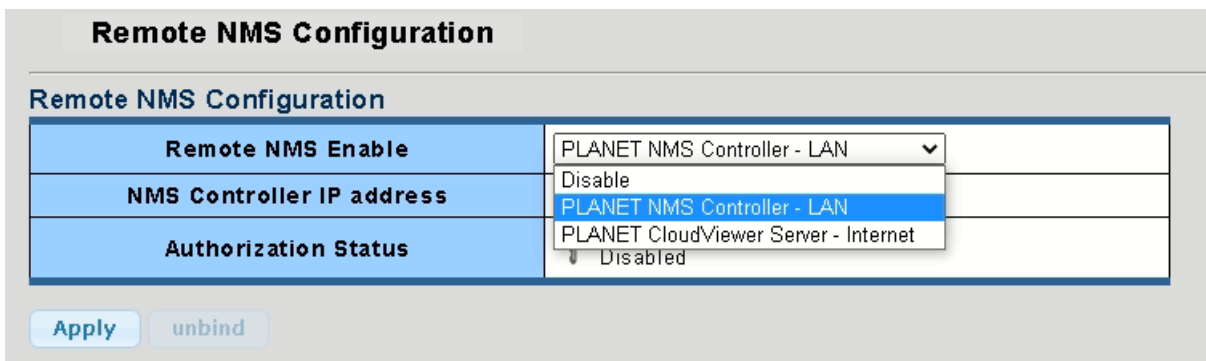 Remote NMS Configuration
Remote NMS Configuration
Remote NMS Enable
PLANET NMS Controller - LAN
Disable
NMS Controller IP address
PLANET NMS Controller - LAN
PLANET CloudViewer Server - Internet
Authorization Status
Disabled
Apply unbind